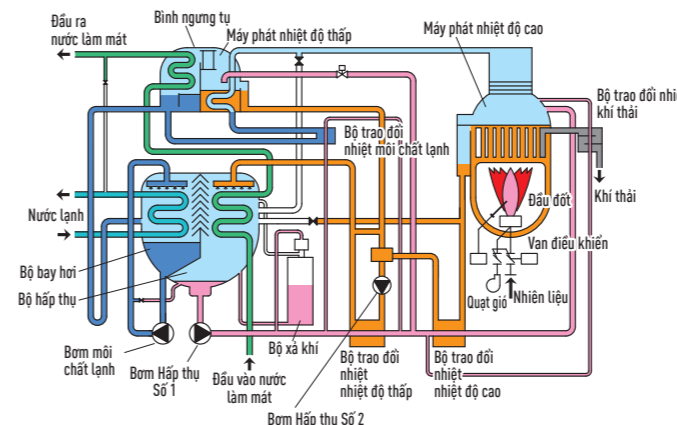 Đầu ra
nước làm mát
Bình ngưng tụ
Máy phát nhiệt độ thấp
Máy phát nhiệt độ cao
Bộ trao đổi nhiệ
khí thải
Bộ trao đổi
nhiệt môi chất lạnh
Khí thải
Đầu đốt
Van điều khiển
Nước lạnh
Bộ bay hơi
Bộ hấp thụ
Quạt gió
Nhiên liệu
Bơm môi
chất lạnh
Bơm Hấp thụ
Số 1
Đầu vào nước
làm mát
Bộ xả khí
Bộ trao đổi
nhiệt
nhiệt độ thấp
Bộ trao đổi
nhiệt
nhiệt độ cao
Bơm Hấp thụ Số 2